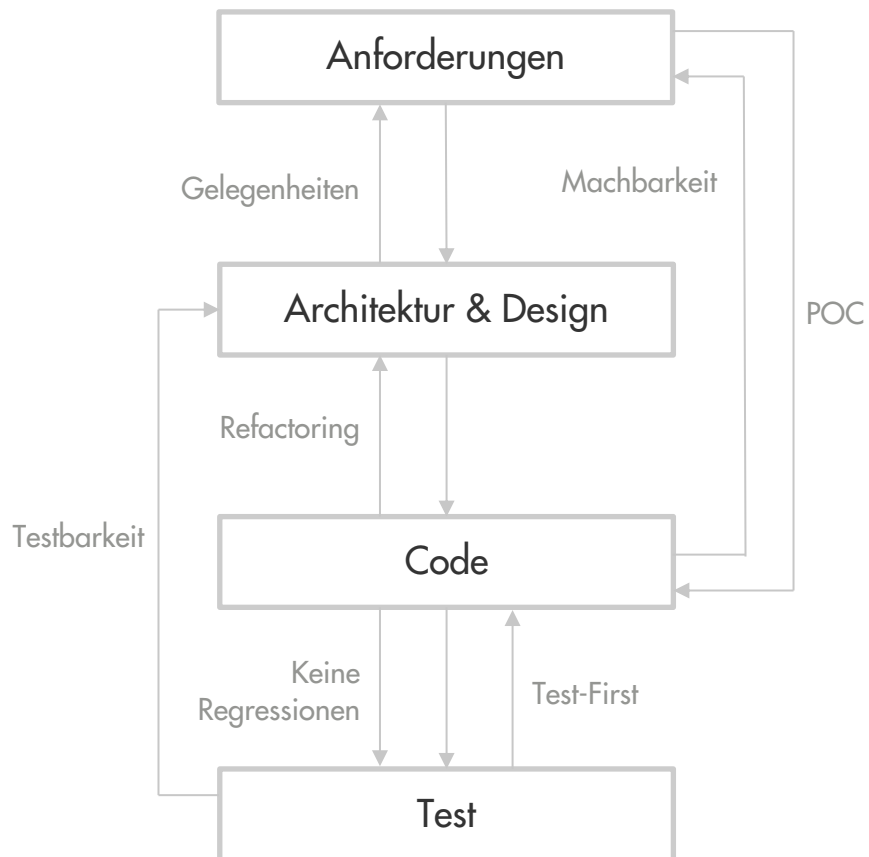 Anforderungen
Gelegenheiten
Machbarkeit
Architektur & Design
POC
Refactoring
Testbarkeit
Code
Keine
Regressionen
Test-First
Test